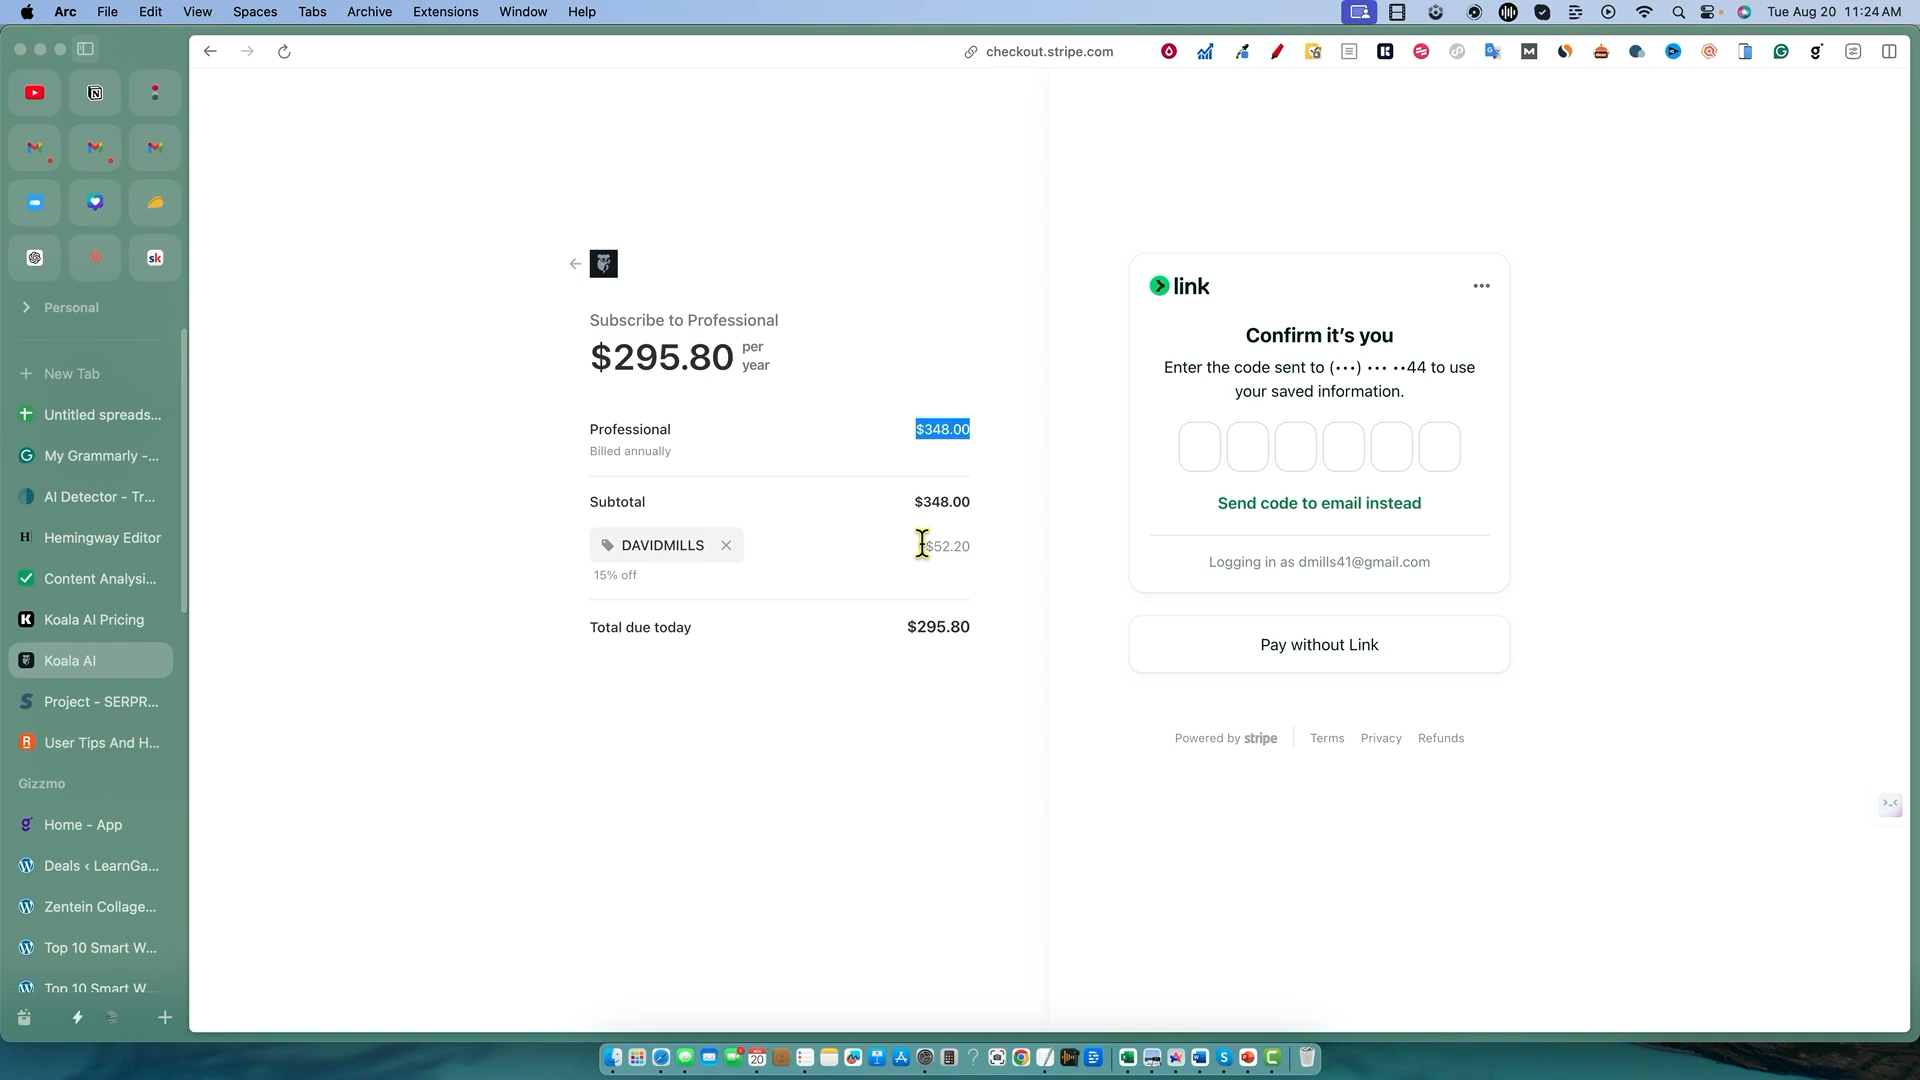 Arc File Edit View Spaces Tabs Archive Extensions Window Help
Tue Aug 20 11:24 AM
checkout.stripe.com
sk
Personal
New Tab
Untitled spreads...
My Grammarly -...
AI Detector - Tr...
Hemingway Editor
Content Analysi...
Koala AI Pricing
Koala AI
Project - SERPR...
User Tips And H...
Gizzmo
Home - App
Deals ‹ LearnGa...
Zentein Collage...
Top 10 Smart W...
Top 10 Smart W...
Subscribe to Professional
$295.80 per year
Professional $348.00
Billed annually
Subtotal $348.00
DAVIDMILLS $52.20
15% off
Total due today $295.80
link
Confirm it's you
Enter the code sent to (•••) ••• ••44 to use
your saved information.
Send code to email instead
Logging in as dmills41@gmail.com
Pay without Link
Powered by stripe Terms Privacy Refunds